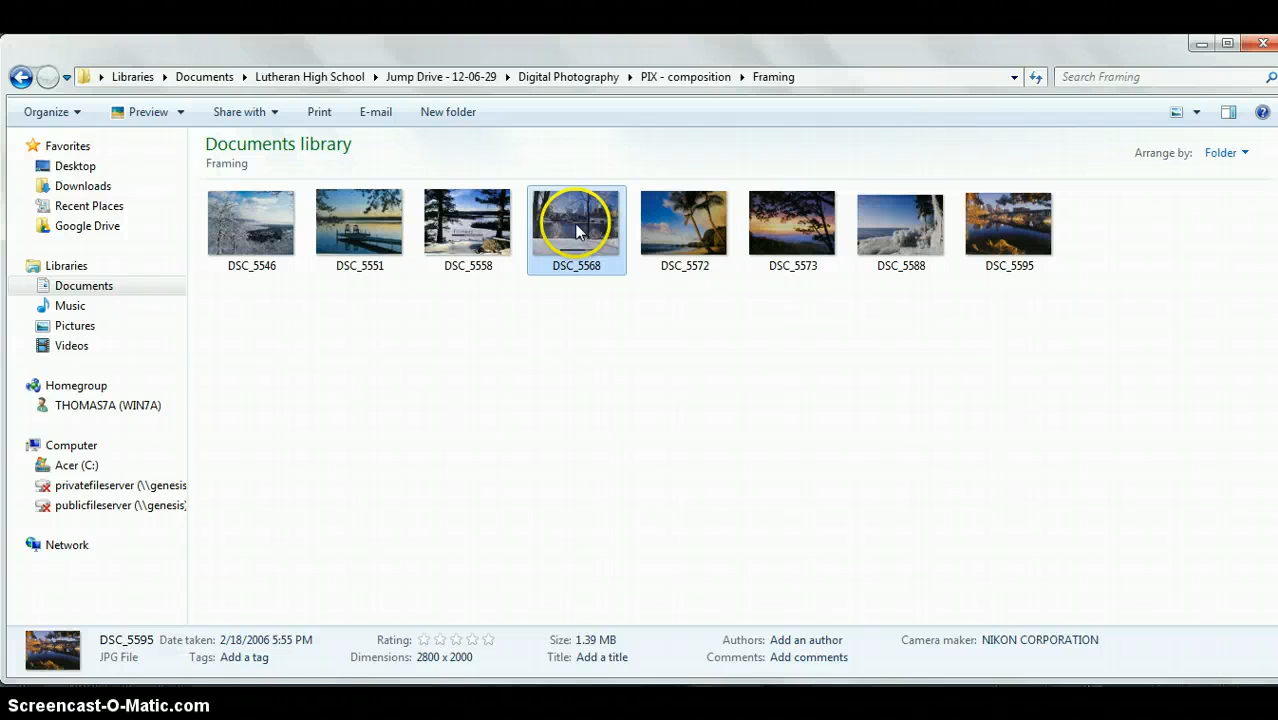 Libraries Documents Lutheran High School Jump Drive - 12-06-29 Digital Photography PIX - composition Framing Search Framing
Organize Preview Share with Print E-mail New folder
Documents library
Framing
Arrange by: Folder
Favorites
Desktop
Downloads
Recent Places
Google Drive
Libraries
Documents
Music
Pictures
Videos
Homegroup
THOMAS7A (WIN7A)
Computer
Acer (C:)
privatefileserver (\\genesis
publicfileserver (\\genesis)
Network
DSC_5546 DSC_5551 DSC_5558 DSC_5568 DSC_5572 DSC_5573 DSC_5588 DSC_5595
DSC_5595 Date taken: 2/18/2006 5:55 PM Rating: Size: 1.39 MB Authors: Add an author Camera maker: NIKON CORPORATION
JPG File Tags: Add a tag Dimensions: 2800 x 2000 Title: Add a title Comments: Add comments
Screencast-O-Matic.com